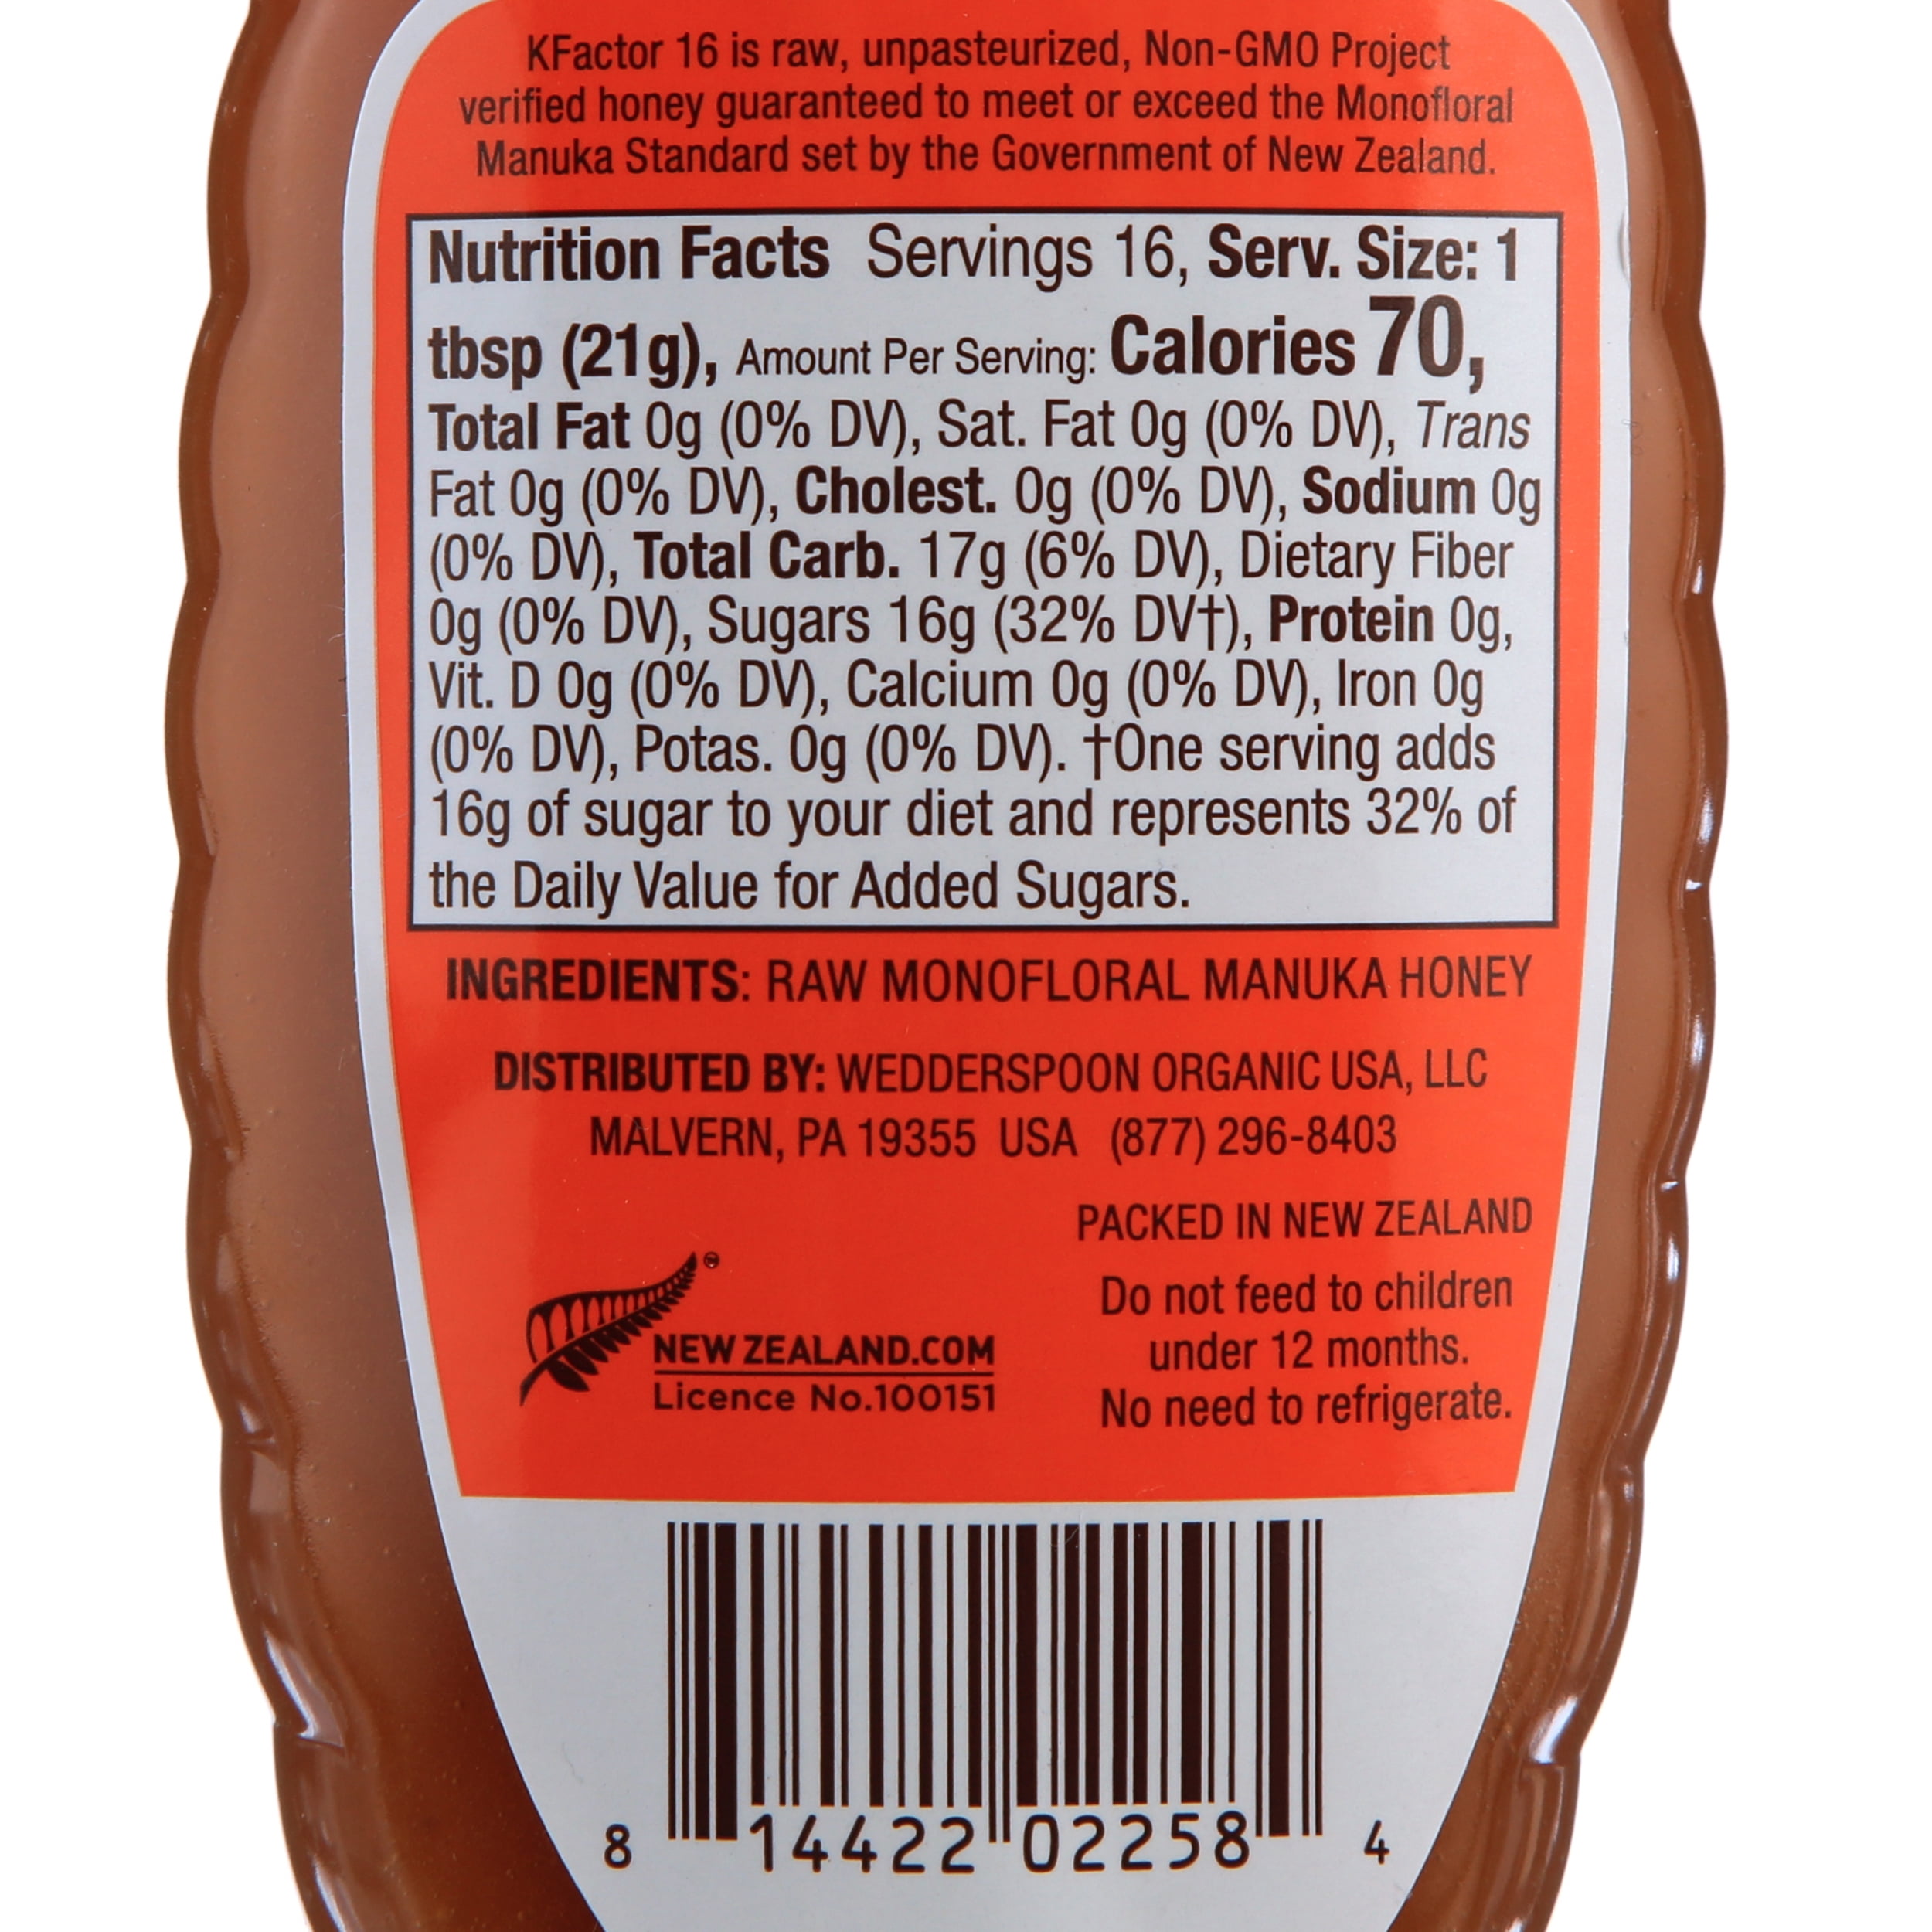 KFactor 16 is raw, unpasteurized, Non-GMO Project
verified honey guaranteed to meet or exceed the Monofloral
Manuka Standard set by the Government of New Zealand.
Nutrition Facts Servings 16, Serv. Size: 1
tbsp (21g), Amount Per Serving: Calories 70,
Total Fat 0g (0% DV), Sat. Fat 0g (0% DV), Trans
Fat 0g (0% DV), Cholest. 0g (0% DV), Sodium 0g
(0% DV), Total Carb. 17g (6% DV), Dietary Fiber
0g (0% DV), Sugars 16g (32% DV†), Protein 0g,
Vit. D 0g (0% DV), Calcium 0g (0% DV), Iron 0g
(0% DV), Potas. 0g (0% DV). †One serving adds
16g of sugar to your diet and represents 32% of
the Daily Value for Added Sugars.
INGREDIENTS: RAW MONOFLORAL MANUKA HONEY
DISTRIBUTED BY: WEDDERSPOON ORGANIC USA, LLC
MALVERN, PA 19355 USA (877) 296-8403
PACKED IN NEW ZEALAND
Do not feed to children
under 12 months.
No need to refrigerate.
NEW ZEALAND.COM
Licence No.100151
8 14422 02258 4